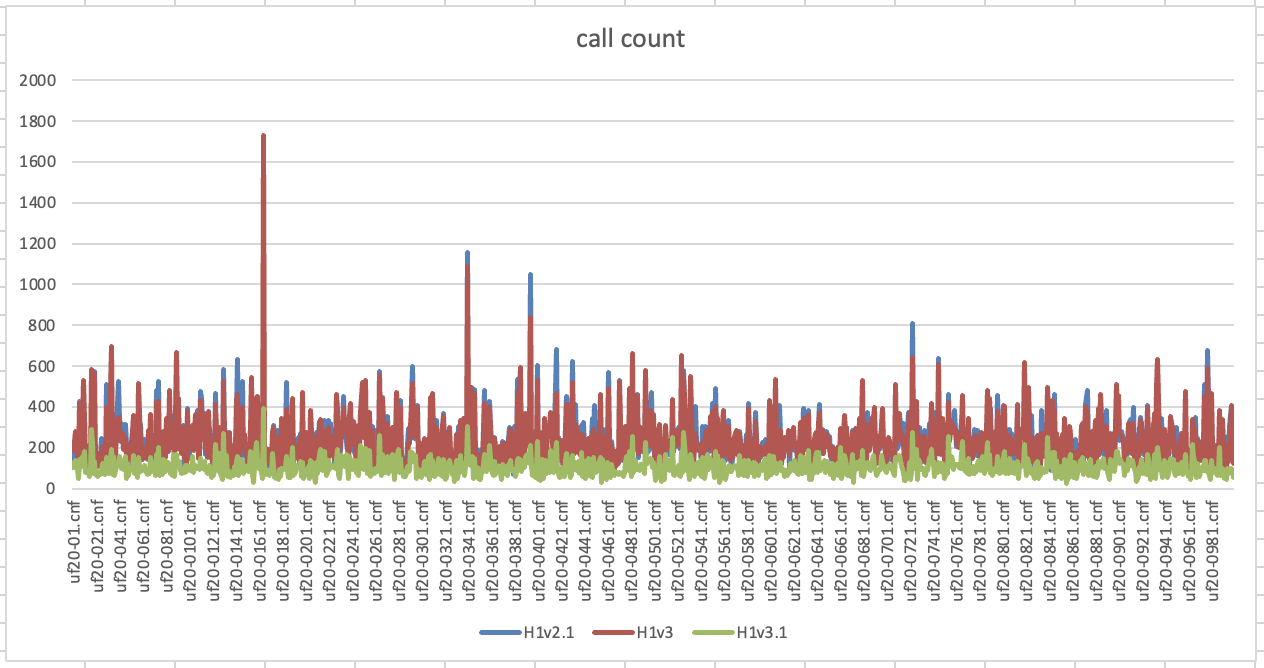 call count
2000
1800
1600
1400
1200
1000
800
600
400
200
0
uf20-01.cnf
uf20-021.cnf
uf20-041.cnf
uf20-061.cnf
uf20-081.cnf
uf20-0101.cnf
uf20-0121.cnf
uf20-0141.cnf
uf20-0161.cnf
uf20-0181.cnf
uf20-0201.cnf
uf20-0221.cnf
uf20-0241.cnf
uf20-0261.cnf
uf20-0281.cnf
uf20-0301.cnf
uf20-0321.cnf
uf20-0341.cnf
uf20-0361.cnf
uf20-0381.cnf
uf20-0401.cnf
uf20-0421.cnf
uf20-0441.cnf
uf20-0461.cnf
uf20-0481.cnf
uf20-0501.cnf
uf20-0521.cnf
uf20-0541.cnf
uf20-0561.cnf
uf20-0581.cnf
uf20-0601.cnf
uf20-0621.cnf
uf20-0641.cnf
uf20-0661.cnf
uf20-0681.cnf
uf20-0701.cnf
uf20-0721.cnf
uf20-0741.cnf
uf20-0761.cnf
uf20-0781.cnf
uf20-0801.cnf
uf20-0821.cnf
uf20-0841.cnf
uf20-0861.cnf
uf20-0881.cnf
uf20-0901.cnf
uf20-0921.cnf
uf20-0941.cnf
uf20-0961.cnf
uf20-0981.cnf
H1v2.1 H1v3 H1v3.1